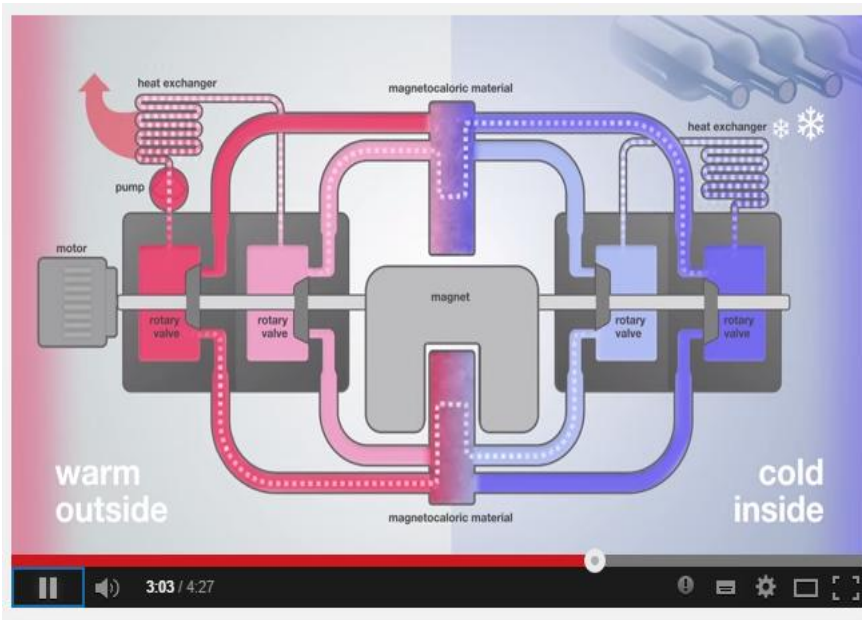 heat exchanger
magnetocaloric material
heat exchanger
pump
motor
magnet
rotary
valve
rotary
valve
rotary
valve
rotary
valve
warm
outside
cold
inside
magnetocaloric material
3:03 / 4:27